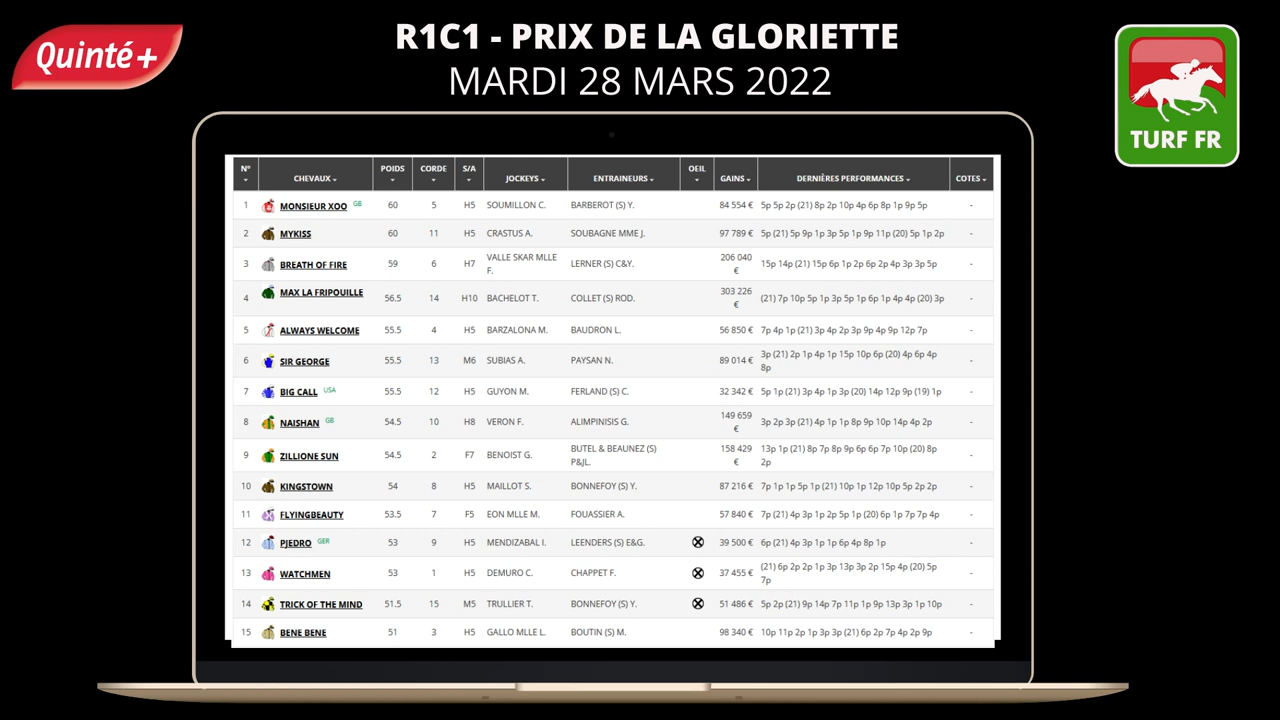 Quinté+
R1C1 - PRIX DE LA GLORIETTE
MARDI 28 MARS 2022
TURF FR
N° CHEVAUX POIDS CORDE S/A JOCKEYS ENTRAINEURS OEIL GAINS DERNIÈRES PERFORMANCES COTES
1 MONSIEUR XOO GB 60 5 H5 SOUMILLON C. BARBEROT (S) Y. 84 554 € 5p 5p 2p (21) 8p 2p 10p 4p 6p 8p 1p 9p 5p -
2 MYKISS 60 11 H5 CRASTUS A. SOUBAGNE MME J. 97 789 € 5p (21) 5p 9p 1p 3p 5p 1p 9p 11p (20) 5p 1p 2p -
3 BREATH OF FIRE 59 6 H7 VALLE SKAR MLLE F. LERNER (S) C&Y. 206 040 € 15p 14p (21) 15p 6p 1p 2p 6p 2p 4p 3p 3p 5p -
4 MAX LA FRIPOUILLE 56.5 14 H10 BACHELOT T. COLLET (S) ROD. 303 226 € (21) 7p 10p 5p 1p 3p 5p 1p 6p 1p 4p 4p (20) 3p -
5 ALWAYS WELCOME 55.5 4 H5 BARZALONA M. BAUDRON L. 56 850 € 7p 4p 1p (21) 3p 4p 2p 3p 9p 4p 9p 12p 7p -
6 SIR GEORGE 55.5 13 M6 SUBIAS A. PAYSAN N. 89 014 € 3p (21) 2p 1p 4p 1p 15p 10p 6p (20) 4p 6p 4p 8p -
7 BIG CALL USA 55.5 12 H5 GUYON M. FERLAND (S) C. 32 342 € 5p 1p (21) 3p 4p 1p 3p (20) 14p 12p 9p (19) 1p -
8 NAISHAN GB 54.5 10 H8 VERON F. ALIMPINISIS G. 149 659 € 3p 2p 3p (21) 4p 1p 1p 8p 9p 10p 14p 4p 2p -
9 ZILLIONE SUN 54.5 2 F7 BENOIST G. BUTEL & BEAUNEZ (S) P&JL. 158 429 € 13p 1p (21) 8p 7p 8p 9p 6p 6p 7p 10p (20) 8p 2p -
10 KINGSTOWN 54 8 H5 MAILLOT S. BONNEFOY (S) Y. 87 216 € 7p 1p 1p 5p 1p (21) 10p 1p 12p 10p 5p 2p 2p -
11 FLYINGBEAUTY 53.5 7 F5 EON MLLE M. FOUASSIER A. 57 840 € 7p (21) 4p 3p 1p 2p 5p 1p (20) 6p 1p 7p 7p 4p -
12 PJEDRO GER 53 9 H5 MENDIZABAL I. LEENDERS (S) E&G. 39 500 € 6p (21) 4p 3p 1p 1p 6p 4p 8p 1p -
13 WATCHMEN 53 1 H5 DEMURO C. CHAPPET F. 37 455 € (21) 6p 2p 2p 1p 3p 13p 3p 2p 15p 4p (20) 5p 7p -
14 TRICK OF THE MIND 51.5 15 M5 TRULLIER T. BONNEFOY (S) Y. 51 486 € 5p 2p (21) 9p 14p 7p 11p 1p 9p 13p 3p 1p 10p -
15 BENE BENE 51 3 H5 GALLO MLLE L. BOUTIN (S) M. 98 340 € 10p 11p 2p 1p 3p 3p (21) 6p 2p 7p 4p 2p 9p -